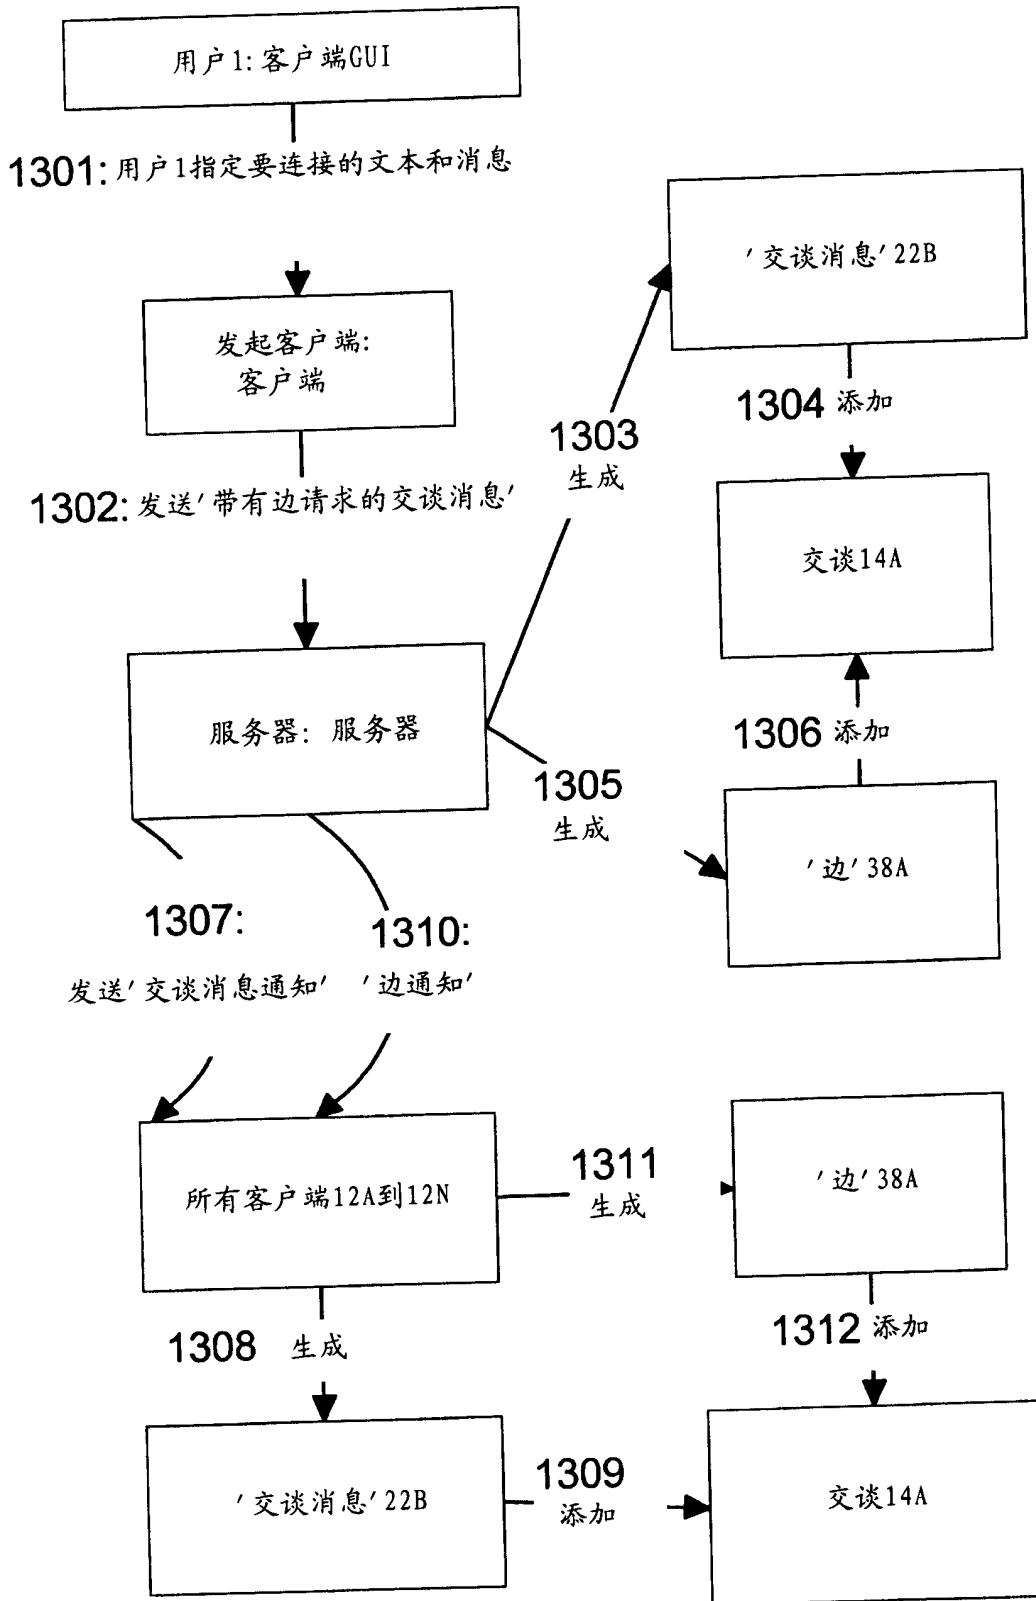 用户1:客户端GUI
1301:用户1指定要连接的文本和消息
'交谈消息'22B
发起客户端:
客户端
1304 添加
1303
生成
1302:发送'带有边请求的交谈消息'
交谈14A
服务器: 服务器
1306 添加
1305
生成
'边'38A
1307:
1310:
发送'交谈消息通知'
'边通知'
所有客户端12A到12N
1311
生成
'边'38A
1308 生成
1312 添加
'交谈消息'22B
1309
添加
交谈14A